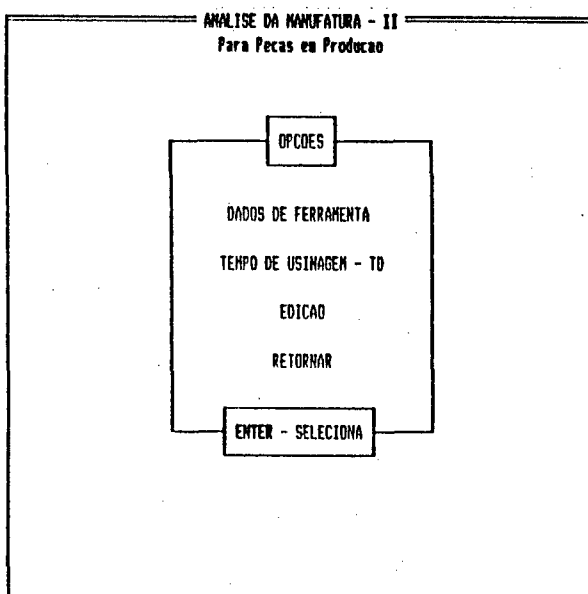 ANALISE DA MANUFATURA - II
Para Pecas em Producao
OPCOES
DADOS DE FERRAMENTA
TEMPO DE USINAGEM - TD
EDICAO
RETORNAR
ENTER - SELECIONA